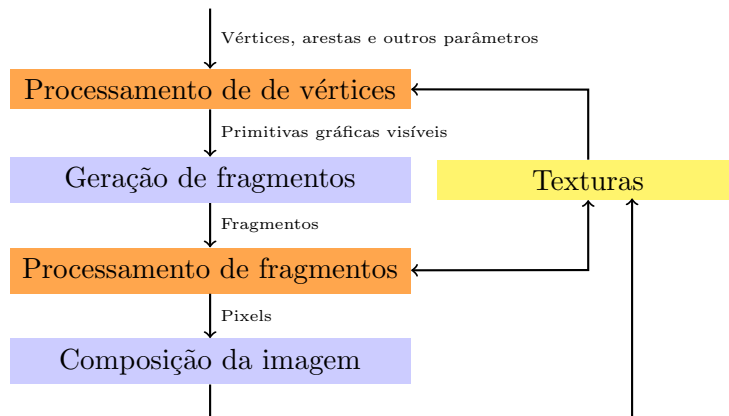 Vértices, arestas e outros parâmetros
Processamento de de vértices
Primitivas gráficas visíveis
Geração de fragmentos
Texturas
Fragmentos
Processamento de fragmentos
Pixels
Composição da imagem